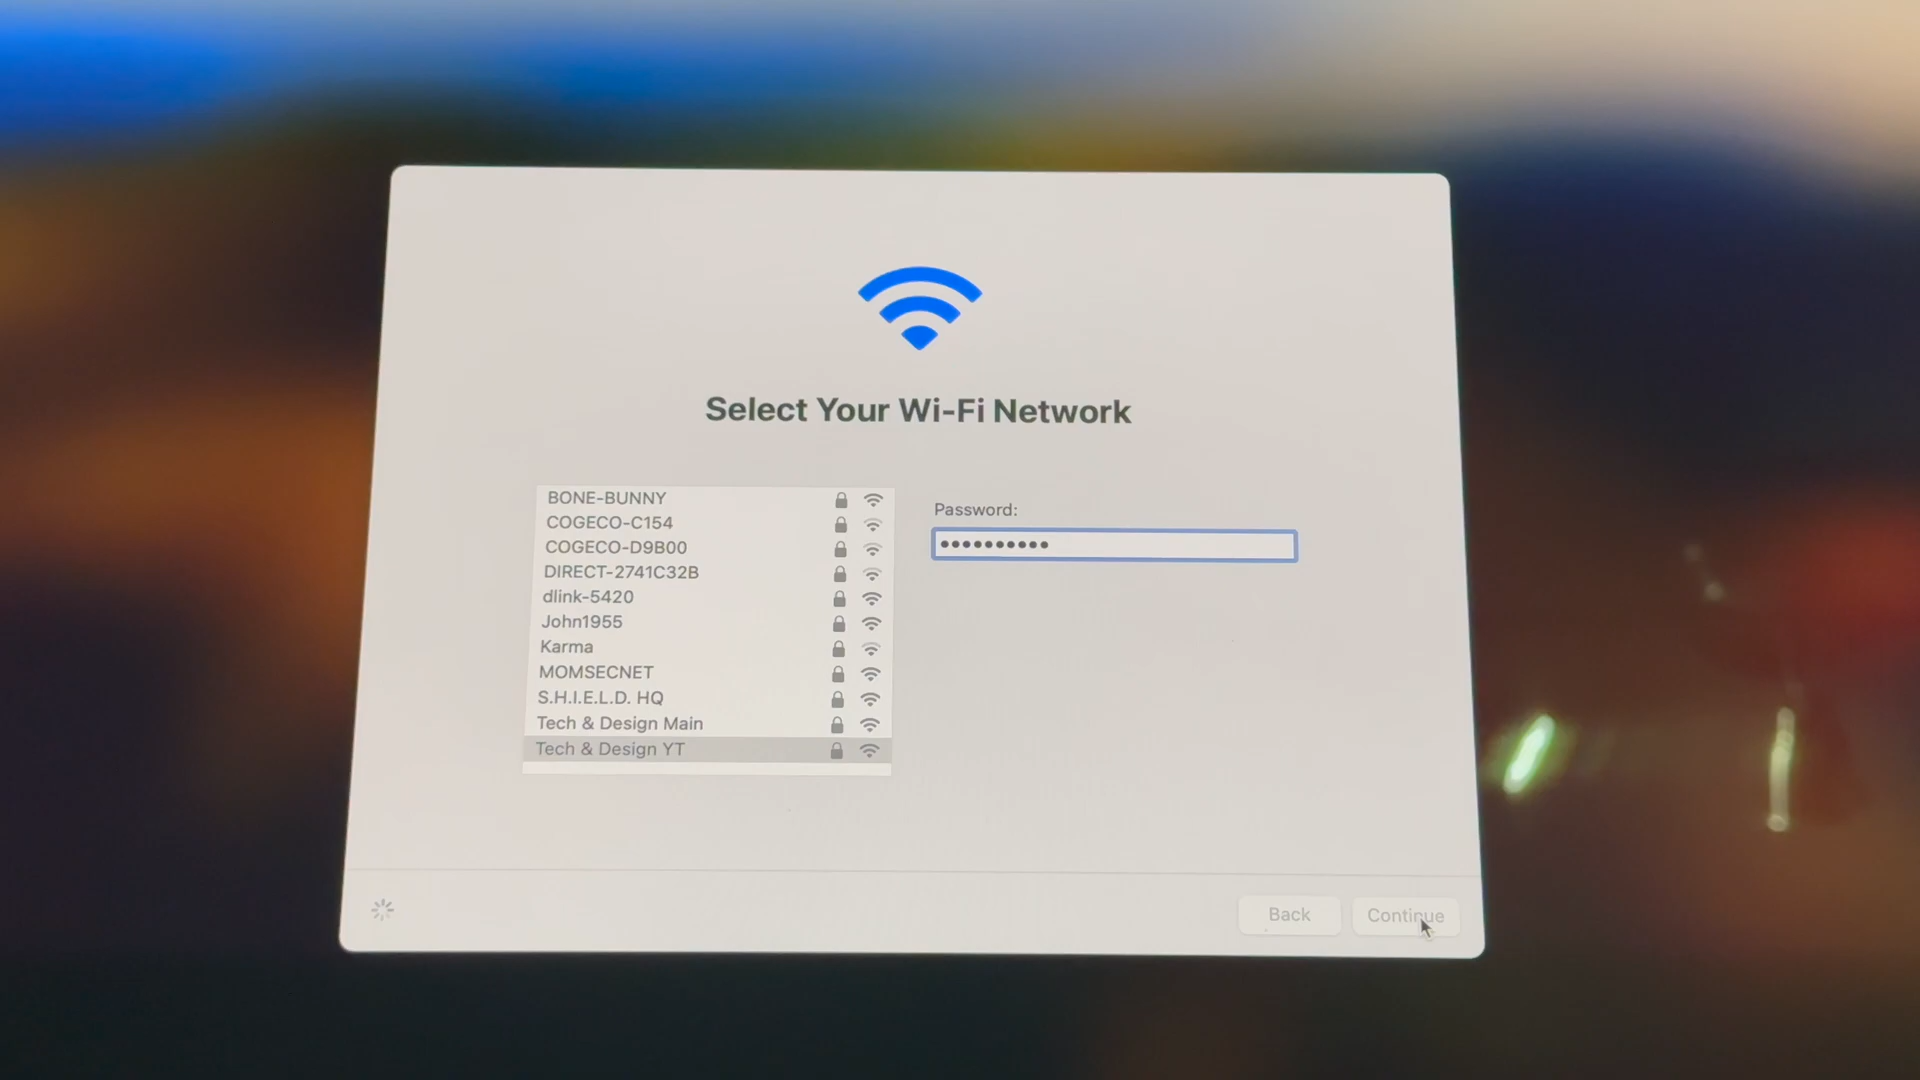 Select Your Wi-Fi Network
BONE-BUNNY
COGECO-C154
COGECO-D9B00
DIRECT-2741C32B
dlink-5420
John1955
Karma
MOMSECNET
S.H.I.E.L.D. HQ
Tech & Design Main
Tech & Design YT
Password:
••••••••••
Back
Continue